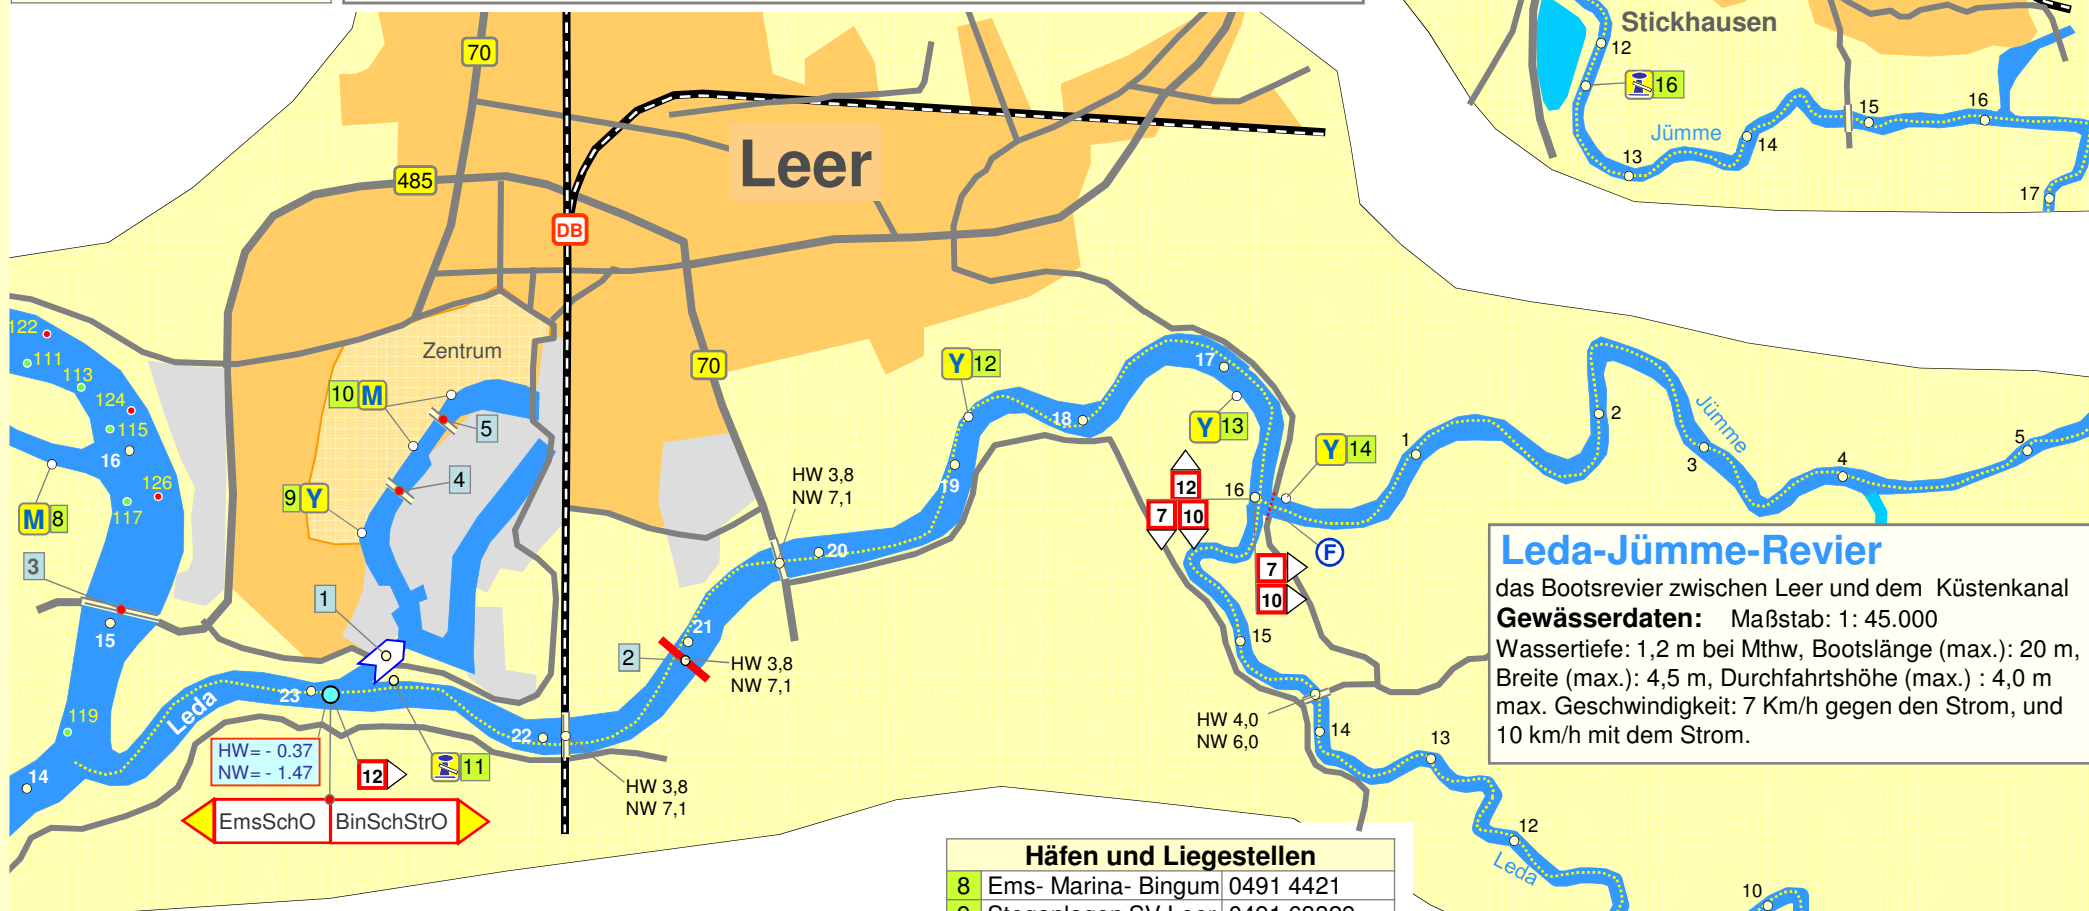 Stickhausen
12
16
Jümme
13
14
15
16
17
70
485
Leer
DB
Zentrum
122
111
113
124
115
16
126
117
M 8
3
15
119
14
10 M
5
4
9 Y
1
70
Y 12
HW 3,8
NW 7,1
20
19
18
17
Y 13
Y 14
12
7 10
16
F
7
10
15
1
2
Jümme
3
4
5
21
2
HW 3,8
NW 7,1
Leda
23
22
HW= - 0.37
NW= - 1.47
12
11
HW 3,8
NW 7,1
EmsSchO BinSchStrO
HW 4,0
NW 6,0
14
13
12
Leda
10
Leda-Jümme-Revier
das Bootsrevier zwischen Leer und dem Küstenkanal
Gewässerdaten: Maßstab: 1: 45.000
Wassertiefe: 1,2 m bei Mthw, Bootslänge (max.): 20 m,
Breite (max.): 4,5 m, Durchfahrtshöhe (max.) : 4,0 m
max. Geschwindigkeit: 7 Km/h gegen den Strom, und
10 km/h mit dem Strom.
Häfen und Liegestellen
8 Ems- Marina- Bingum 0491 4421